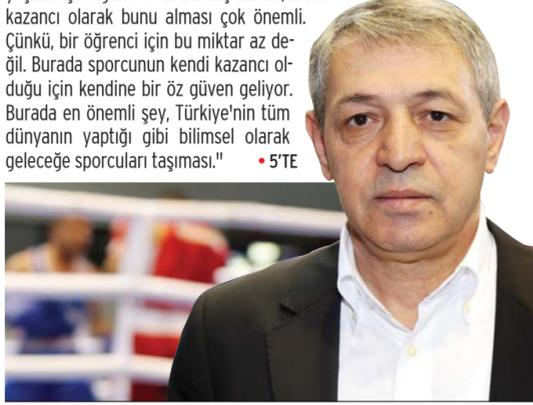 kazancı olarak bunu alması çok önemli.
Çünkü, bir öğrenci için bu miktar az de-
ğil. Burada sporcunun kendi kazancı ol-
duğu için kendine bir öz güven geliyor.
Burada en önemli şey, Türkiye'nin tüm
dünyanın yaptığı gibi bilimsel olarak
geleceğe sporcuları taşıması." • 5'TE